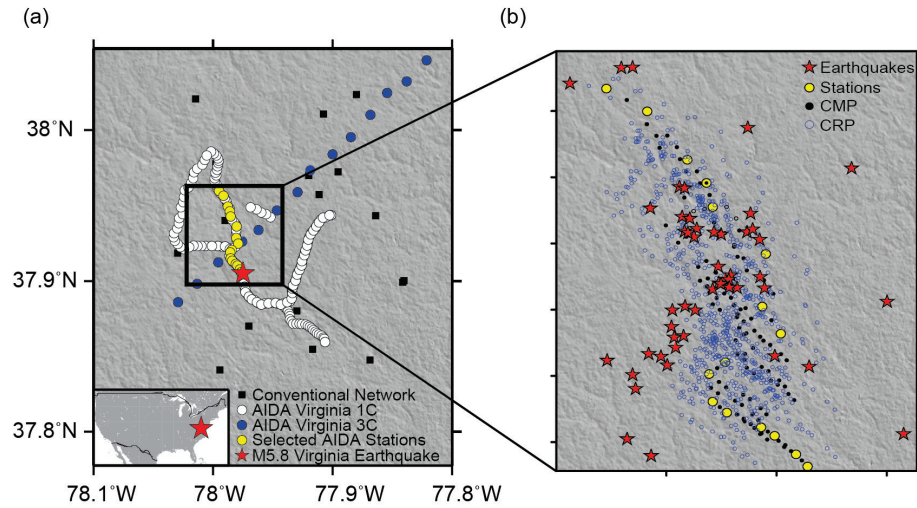 (a)
(b)
38°N
37.9°N
37.8°N
78.1°W
78°W
77.9°W
77.8°W
Conventional Network
AIDA Virginia 1C
AIDA Virginia 3C
Selected AIDA Stations
M5.8 Virginia Earthquake
Earthquakes
Stations
CMP
CRP